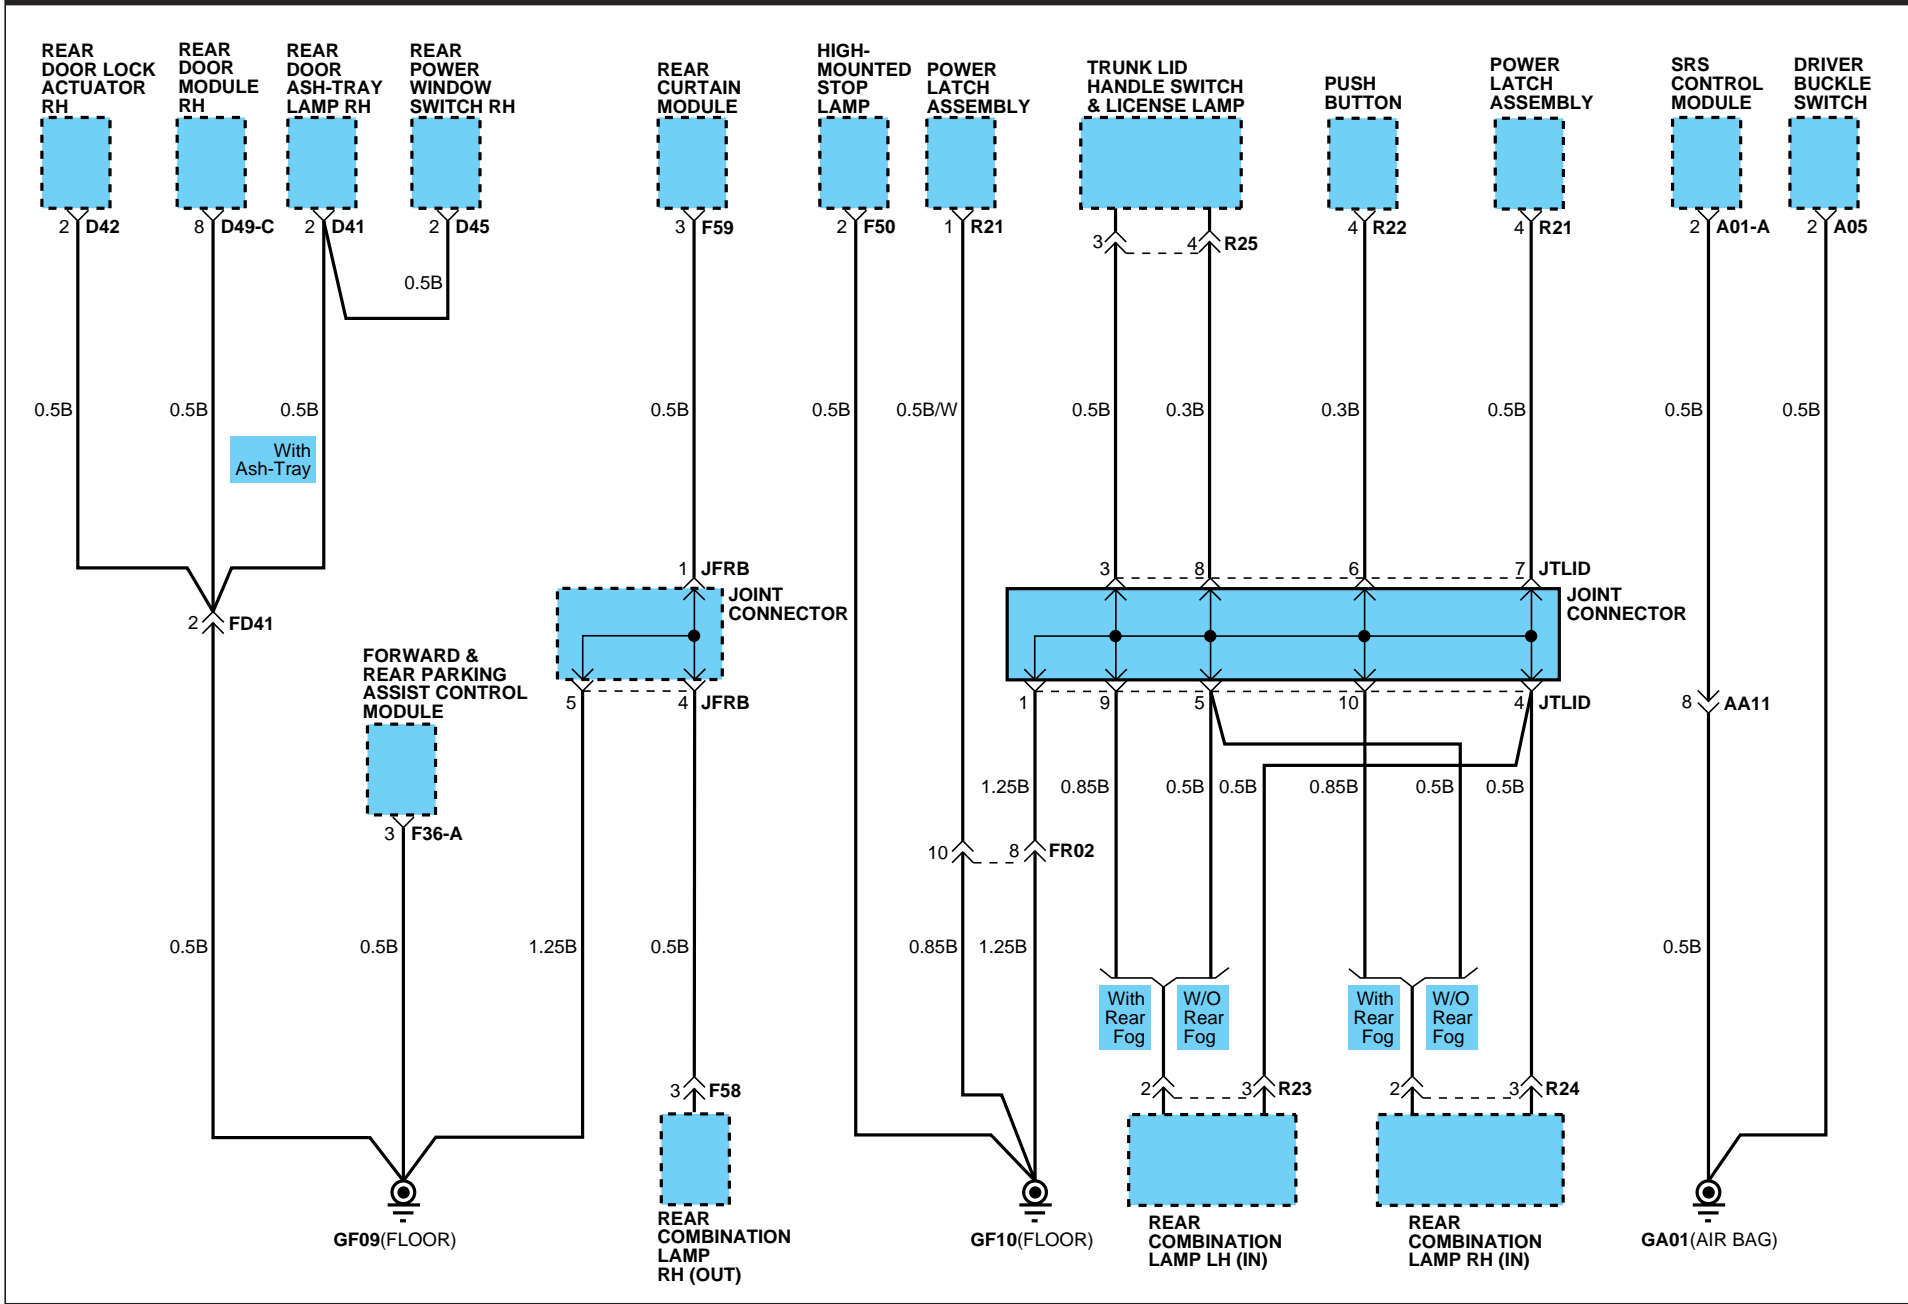 REAR
DOOR LOCK
ACTUATOR
RH
REAR
DOOR
MODULE
RH
REAR
DOOR
ASH-TRAY
LAMP RH
REAR
POWER
WINDOW
SWITCH RH
REAR
CURTAIN
MODULE
HIGH-
MOUNTED
STOP
LAMP
POWER
LATCH
ASSEMBLY
TRUNK LID
HANDLE SWITCH
& LICENSE LAMP
PUSH
BUTTON
POWER
LATCH
ASSEMBLY
SRS
CONTROL
MODULE
DRIVER
BUCKLE
SWITCH
2 D42
8 D49-C
2 D41
2 D45
3 F59
2 F50
1 R21
3 4 R25
4 R22
4 R21
2 A01-A
2 A05
0.5B
0.5B
0.5B
0.5B
0.5B
0.5B
0.5B/W
0.5B
0.3B
0.3B
0.5B
0.5B
0.5B
With
Ash-Tray
1 JFRB
JOINT
CONNECTOR
3 8 6 7 JTLID
JOINT
CONNECTOR
2 FD41
FORWARD &
REAR PARKING
ASSIST CONTROL
MODULE
5 4 JFRB
1 9 5 10 4 JTLID
8 AA11
1.25B 0.85B 0.5B 0.5B 0.85B 0.5B 0.5B
3 F36-A
10 8 FR02
0.5B 0.5B 1.25B 0.5B 0.85B 1.25B 0.5B
With
Rear
Fog
W/O
Rear
Fog
With
Rear
Fog
W/O
Rear
Fog
3 F58
2 3 R23
2 3 R24
GF09(FLOOR)
REAR
COMBINATION
LAMP
RH (OUT)
GF10(FLOOR)
REAR
COMBINATION
LAMP LH (IN)
REAR
COMBINATION
LAMP RH (IN)
GA01(AIR BAG)